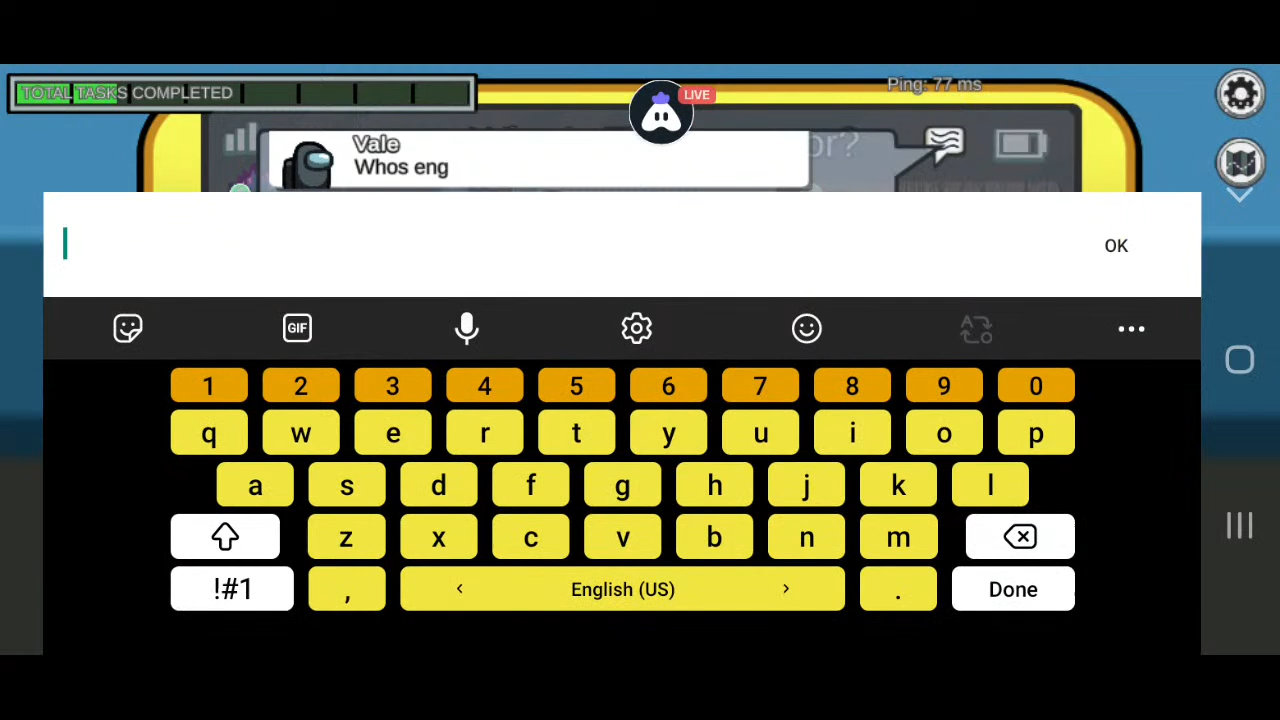 TOTAL TASKS COMPLETED
LIVE
Ping: 77 ms
Vale
or?
Whos eng
OK
GIF
1 2 3 4 5 6 7 8 9 0
q w e r t y u i o p
a s d f g h j k l
z x c v b n m
!#1 , < English (US) > . Done